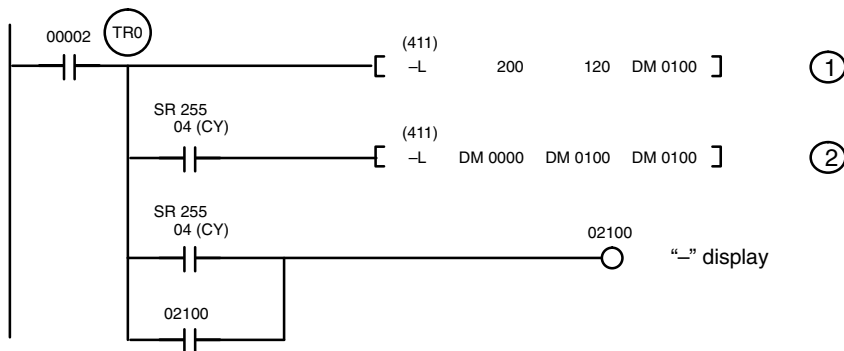 00002
TR0
(411)
–L 200 120 DM 0100
1
SR 255
04 (CY)
(411)
–L DM 0000 DM 0100 DM 0100
2
SR 255
04 (CY)
02100
“–” display
02100